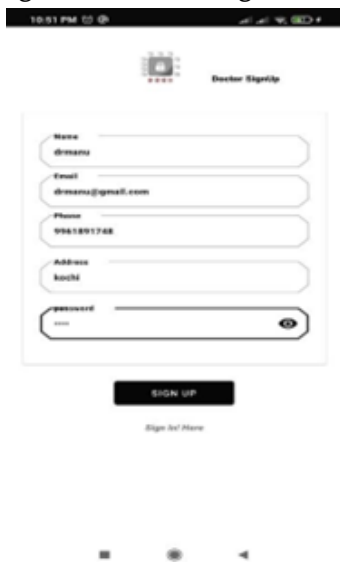 10:51 PM
Doctor SignUp
Name
drmanu
Email
drmanu@gmail.com
Phone
9961891748
Address
kochi
password
····
SIGN UP
Sign In! Here